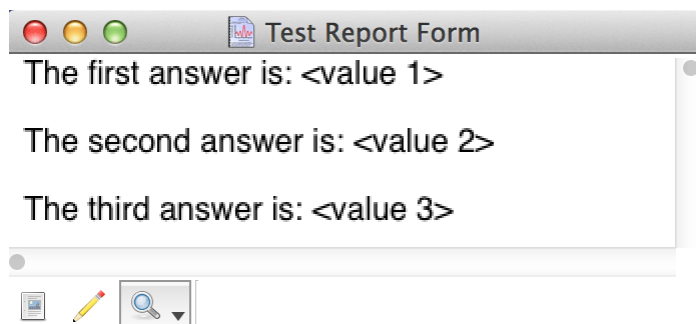 Test Report Form
The first answer is: <value 1>
The second answer is: <value 2>
The third answer is: <value 3>